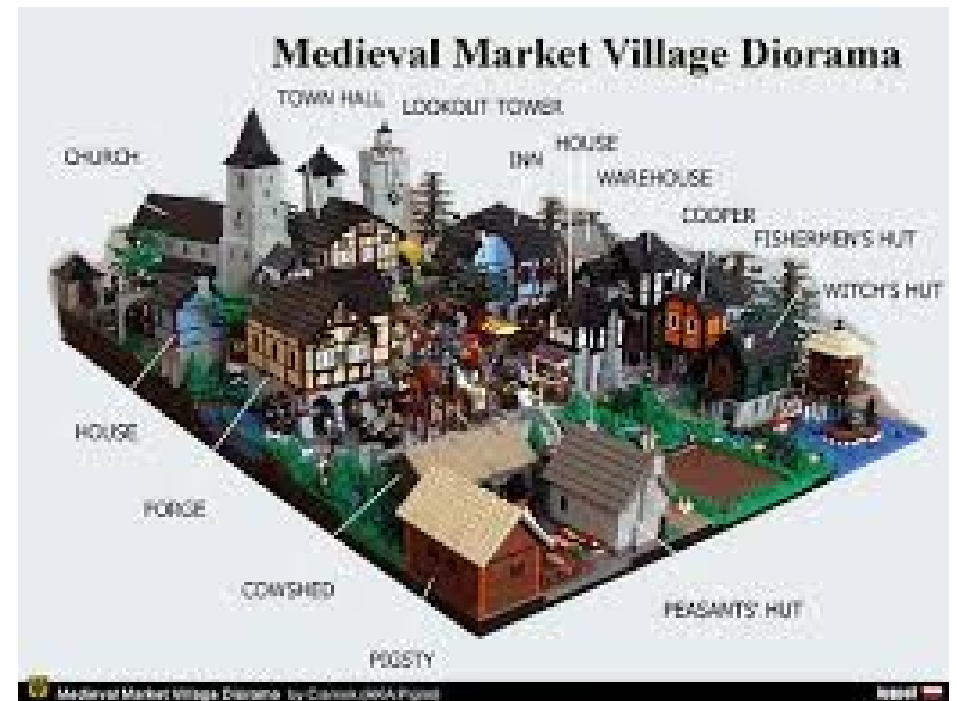 Medieval Market Village Diorama
TOWN HALL
LOOKOUT TOWER
CHURCH
INN
HOUSE
WAREHOUSE
COOPER
FISHERMEN'S HUT
WITCH'S HUT
HOUSE
FORGE
COWSHED
PIGSTY
PEASANTS' HUT
Medieval Market Village Diorama by